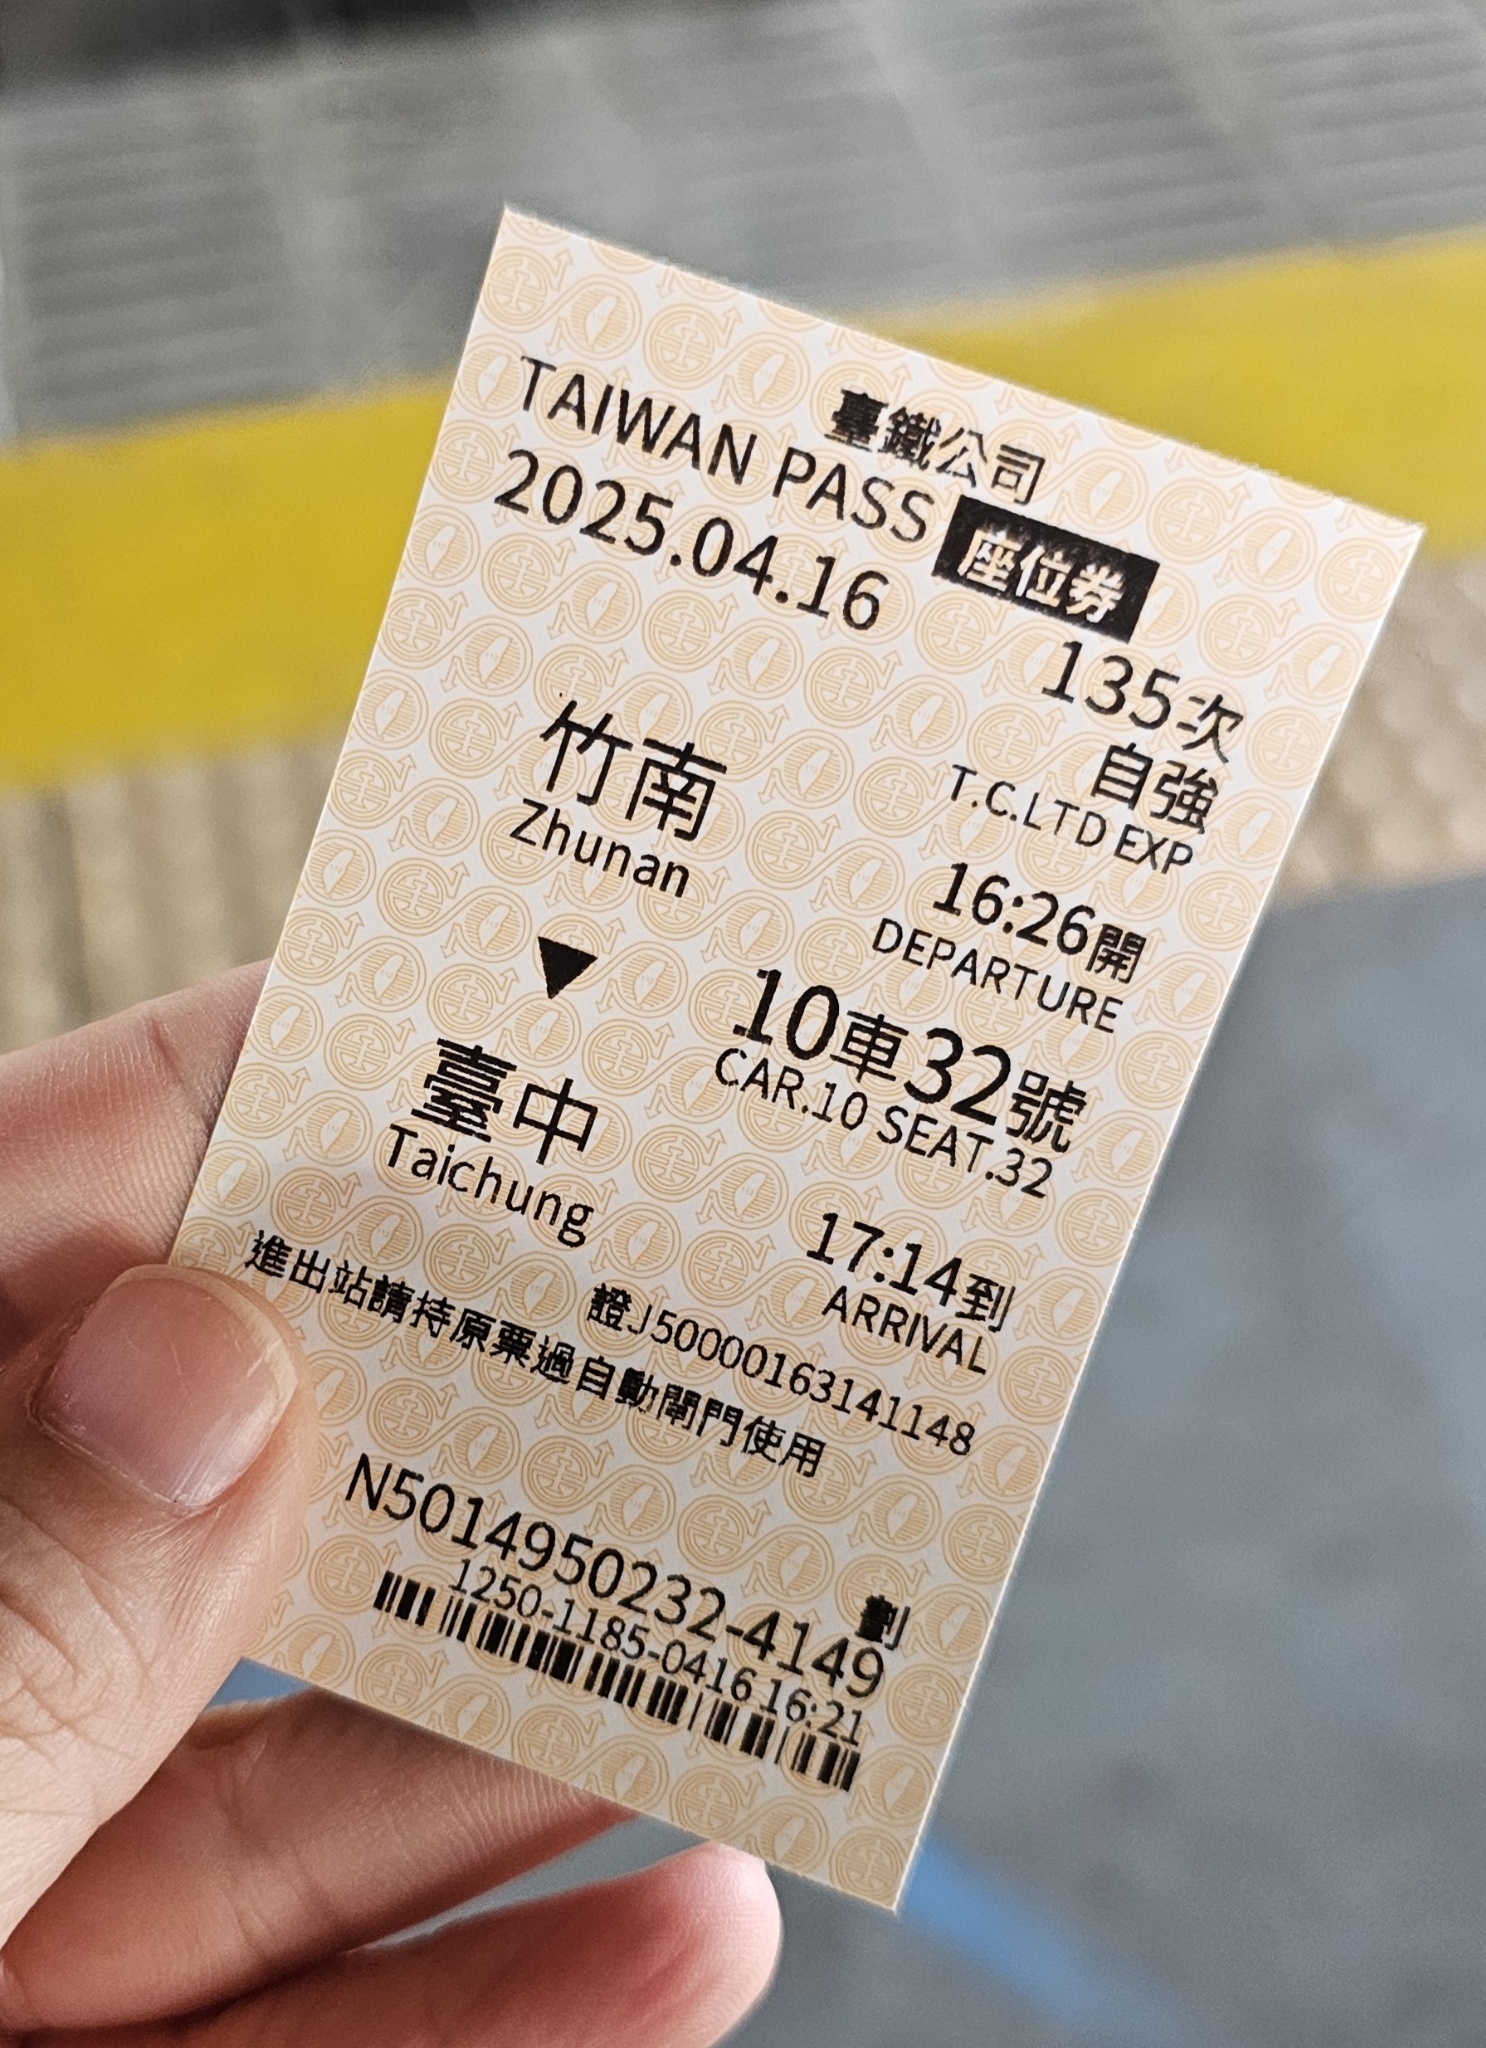 臺鐵公司
TAIWAN PASS 座位券
2025.04.16
135次
自強
T.C.LTD EXP
竹南
Zhunan
16:26開
DEPARTURE
10車32號
CAR.10 SEAT.32
臺中
Taichung
17:14到
ARRIVAL
證J50000163141148
進出站請持原票過自動閘門使用
劃
N5014950232-4149
1250-1185-0416 16:21